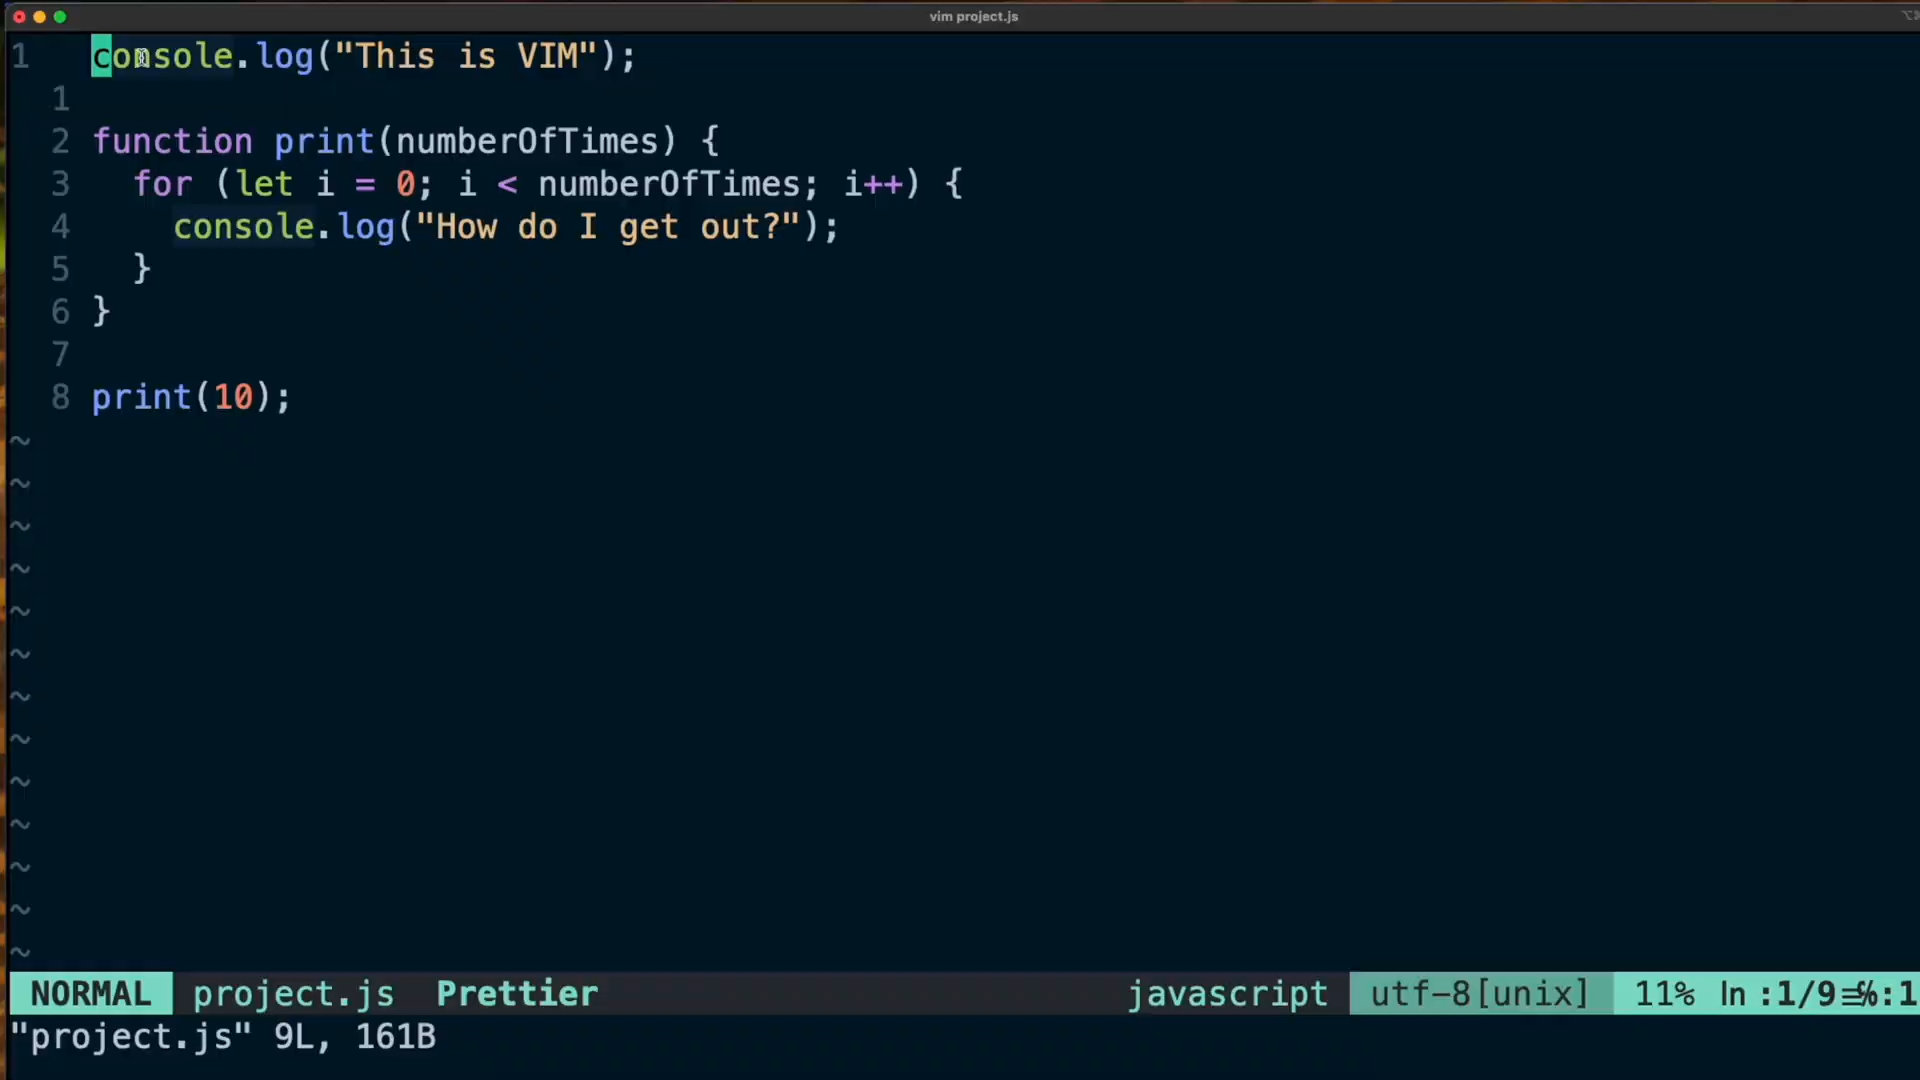 vim project.js
1 console.log("This is VIM");
1
2 function print(numberOfTimes) {
3   for (let i = 0; i < numberOfTimes; i++) {
4     console.log("How do I get out?");
5   }
6 }
7
8 print(10);
~
~
~
~
~
~
~
~
~
~
~
~
~
NORMAL project.js Prettier javascript utf-8[unix] 11% ln :1/9≡℅:1
"project.js" 9L, 161B